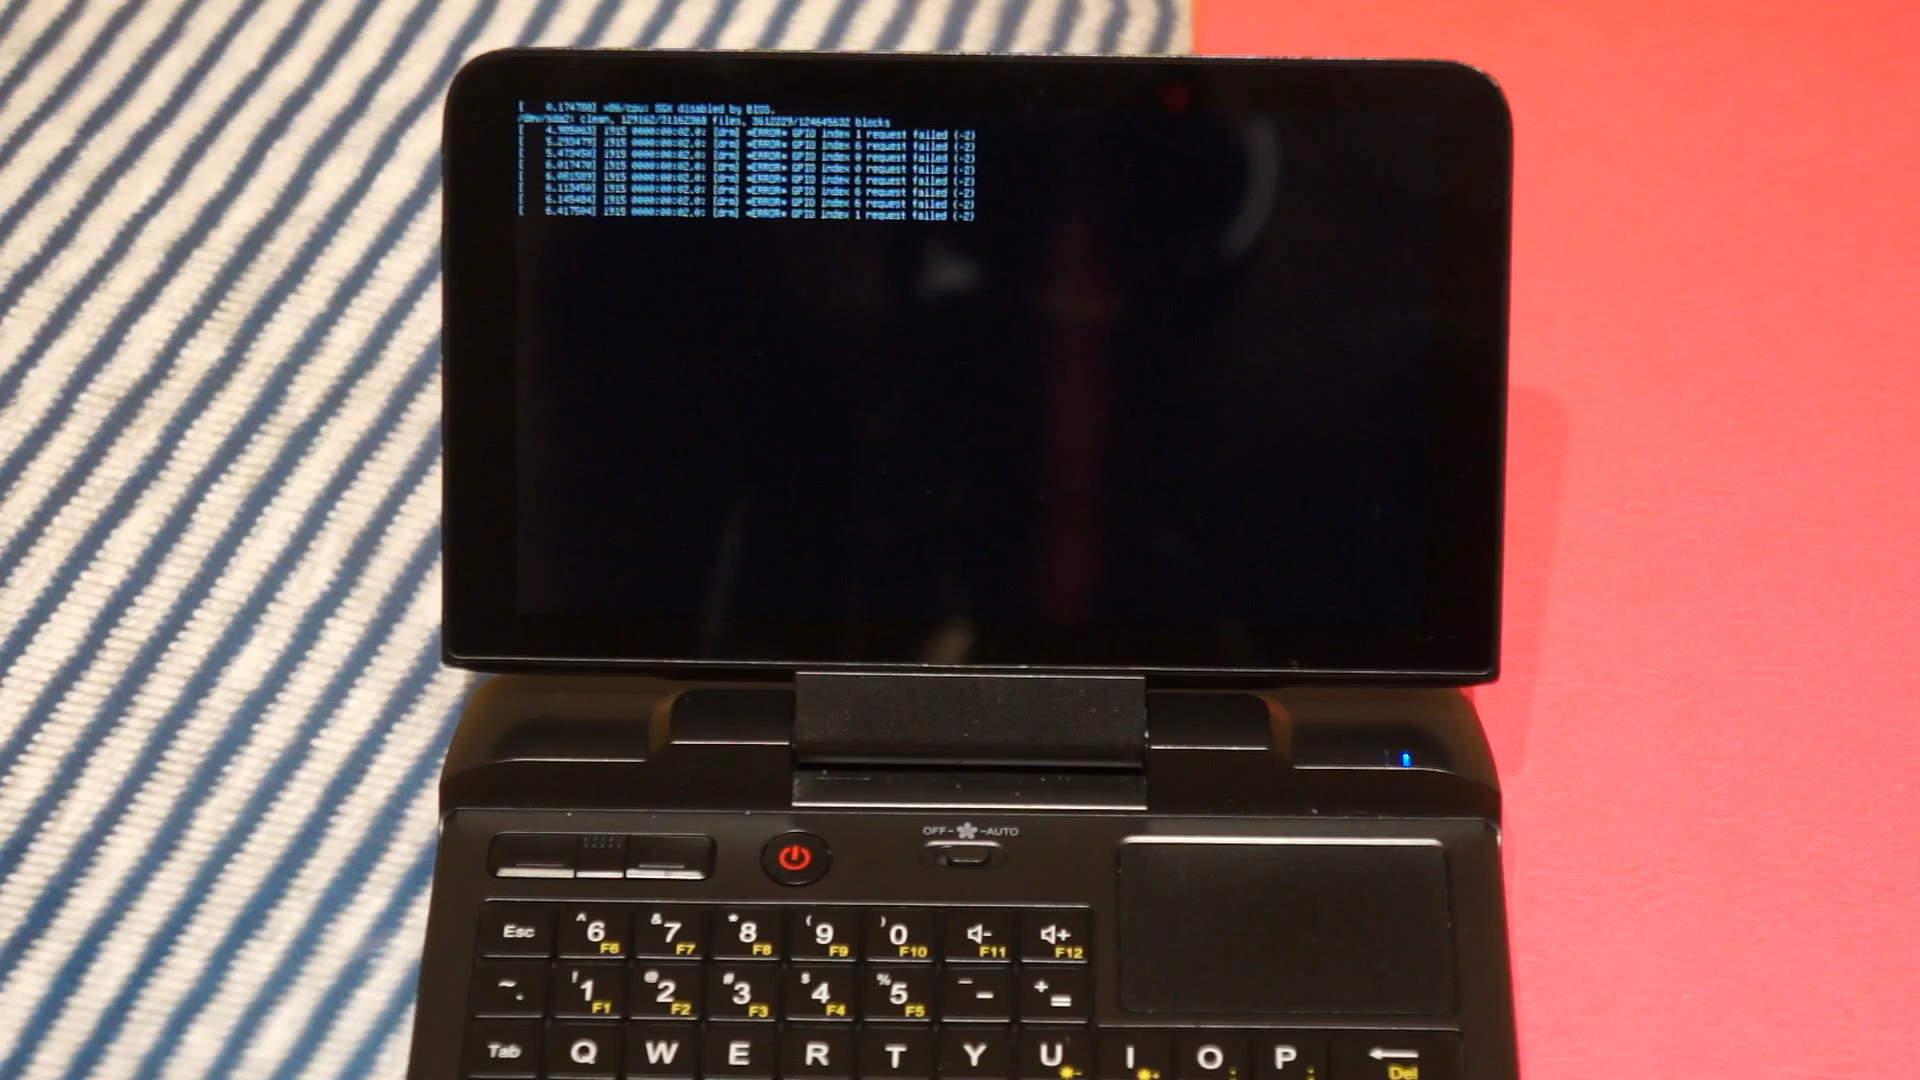 [    0.174780] x86/cpu: SGX disabled by BIOS.
/dev/sda2: clean, 129162/31162368 files, 3612229/124645632 blocks
[    4.985063] i915 0000:00:02.0: [drm] *ERROR* GPIO index 1 request failed (-2)
[    5.293475] i915 0000:00:02.0: [drm] *ERROR* GPIO index 0 request failed (-2)
i915 0000:00:02.0: [drm] *ERROR* GPIO index 0 request failed (-2)
[    6.017470] i915 0000:00:02.0: [drm] *ERROR* GPIO index 0 request failed (-2)
[    6.081503] i915 0000:00:02.0: [drm] *ERROR* GPIO index 6 request failed (-2)
[    6.113450] i915 0000:00:02.0: [drm] *ERROR* GPIO index 6 request failed (-2)
[    6.145484] i915 0000:00:02.0: [drm] *ERROR* GPIO index 6 request failed (-2)
[    6.417504] i915 0000:00:02.0: [drm] *ERROR* GPIO index 1 request failed (-2)
OFF - AUTO
Esc ^6 F6 &7 F7 *8 F8 (9 F9 )0 F10 - F11 + F12
~ !1 F1 @2 F2 #3 F3 $4 F4 %5 F5 _ - + =
Tab Q W E R T Y U I O P Del